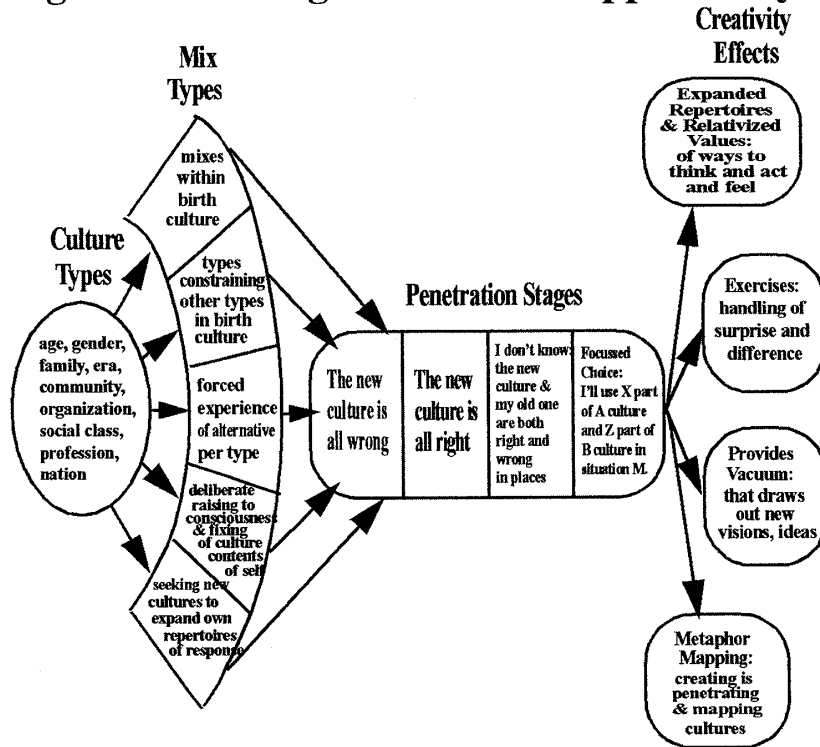 Mix
Types
mixes
within
birth
culture
types
constraining
other types
in birth
culture
forced
experience
of alternative
per type
deliberate
raising to
consciousness
& fixing
of culture
contents
of self
seeking new
cultures to
expand own
repertoires
of response
Culture
Types
age, gender,
family, era,
community,
organization,
social class,
profession,
nation
Penetration Stages
The new
culture is
all wrong
The new
culture is
all right
I don't know:
the new
culture &
my old one
are both
right and
wrong
in places
Focussed
Choice:
I'll use X part
of A culture
and Z part of
B culture in
situation M.
Creativity
Effects
Expanded
Repertoires
& Relativized
Values:
of ways to
think and act
and feel
Exercises:
handling of
surprise and
difference
Provides
Vacuum:
that draws
out new
visions, ideas
Metaphor
Mapping:
creating is
penetrating
& mapping
cultures